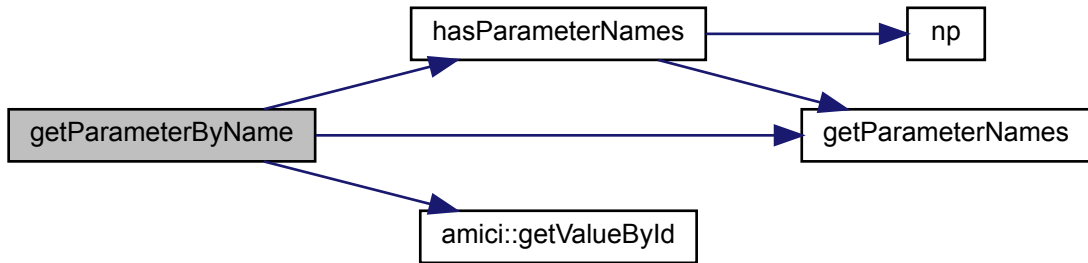 hasParameterNames
np
getParameterByName
getParameterNames
amici::getValueById